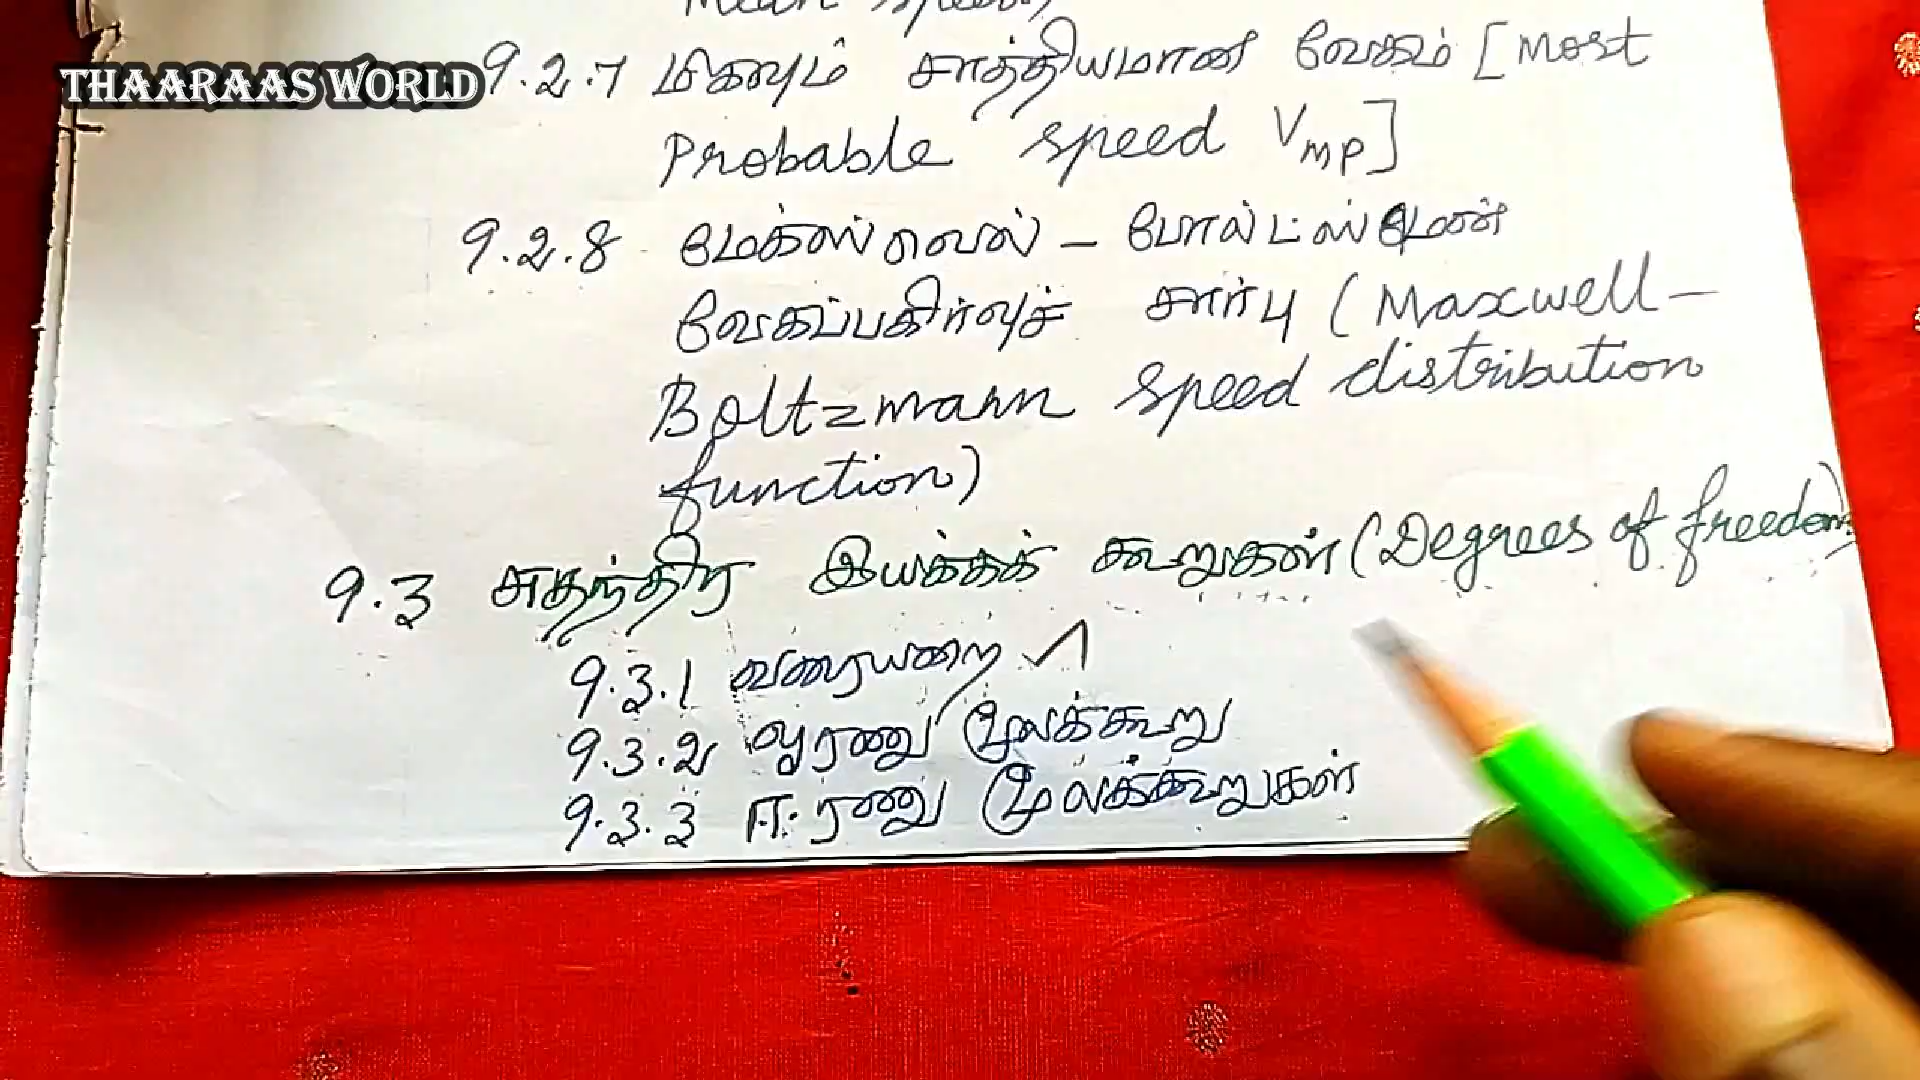 Mean speed)
THAARAAS WORLD
9.2.7 மிகவும் சாத்தியமான வேகம் [Most
Probable speed Vmp]
9.2.8 மேக்ஸ்வெல் - போல்ட்ஸ்மேன்
வேகப்பகிர்வுச் சார்பு (Maxwell-
Boltzmann speed distribution
function)
9.3 சுதந்திர இயக்கக் கூறுகள் (Degrees of freedom)
9.3.1 வரையறை
9.3.2 ஓரணு மூலக்கூறு
9.3.3 ஈரணு மூலக்கூறுகள்